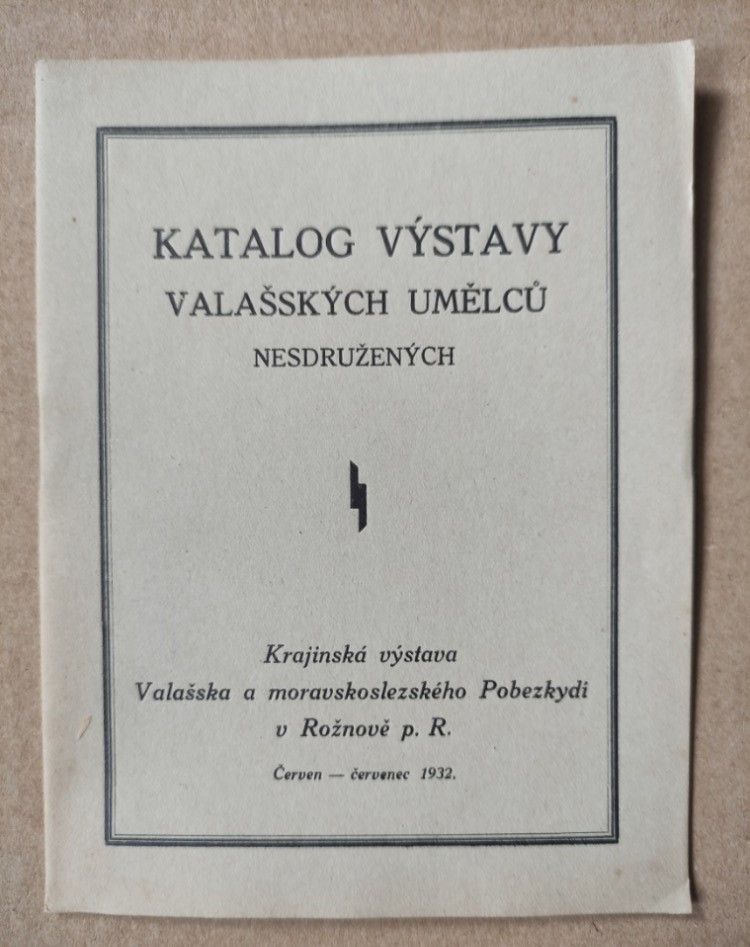 KATALOG VÝSTAVY
VALAŠSKÝCH UMĚLCŮ
NESDRUŽENÝCH
Krajinská výstava
Valašska a moravskoslezského Pobezkydí
v Rožnově p. R.
Červen — červenec 1932.